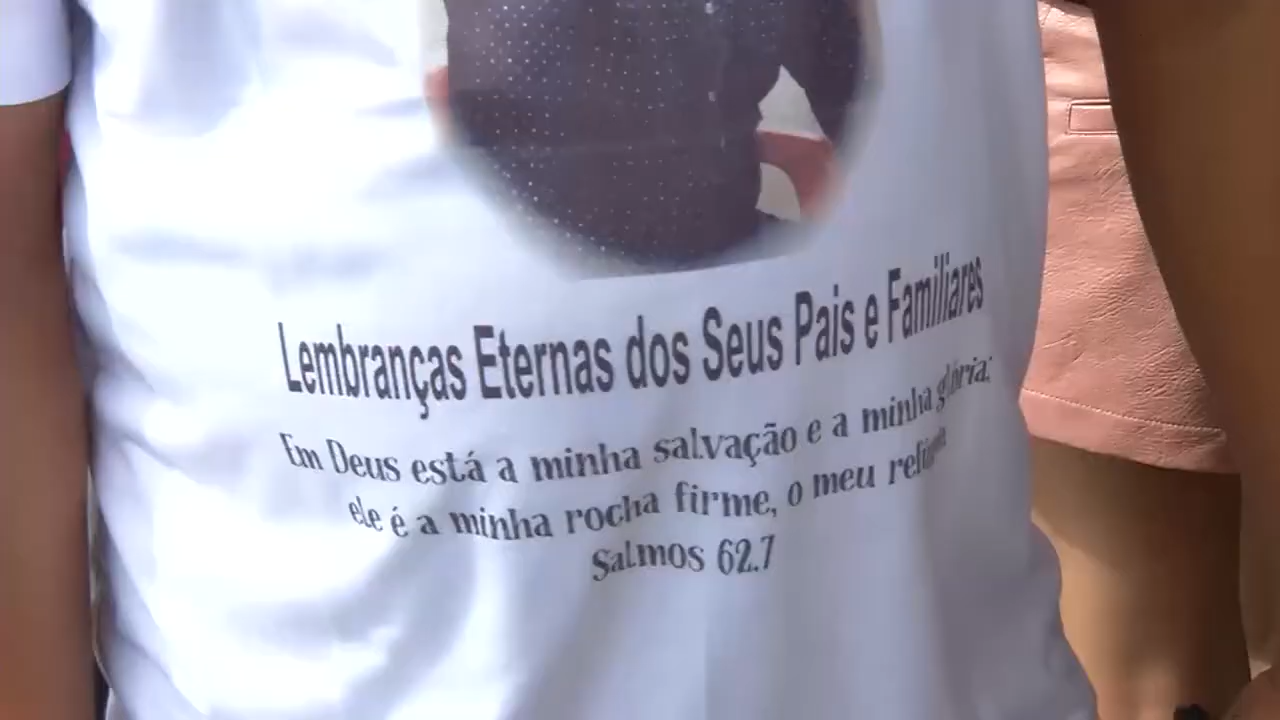 Lembranças Eternas dos Seus Pais e Familiares
Em Deus está a minha salvação e a minha glória;
ele é a minha rocha firme, o meu refúgio
Salmos 62.7